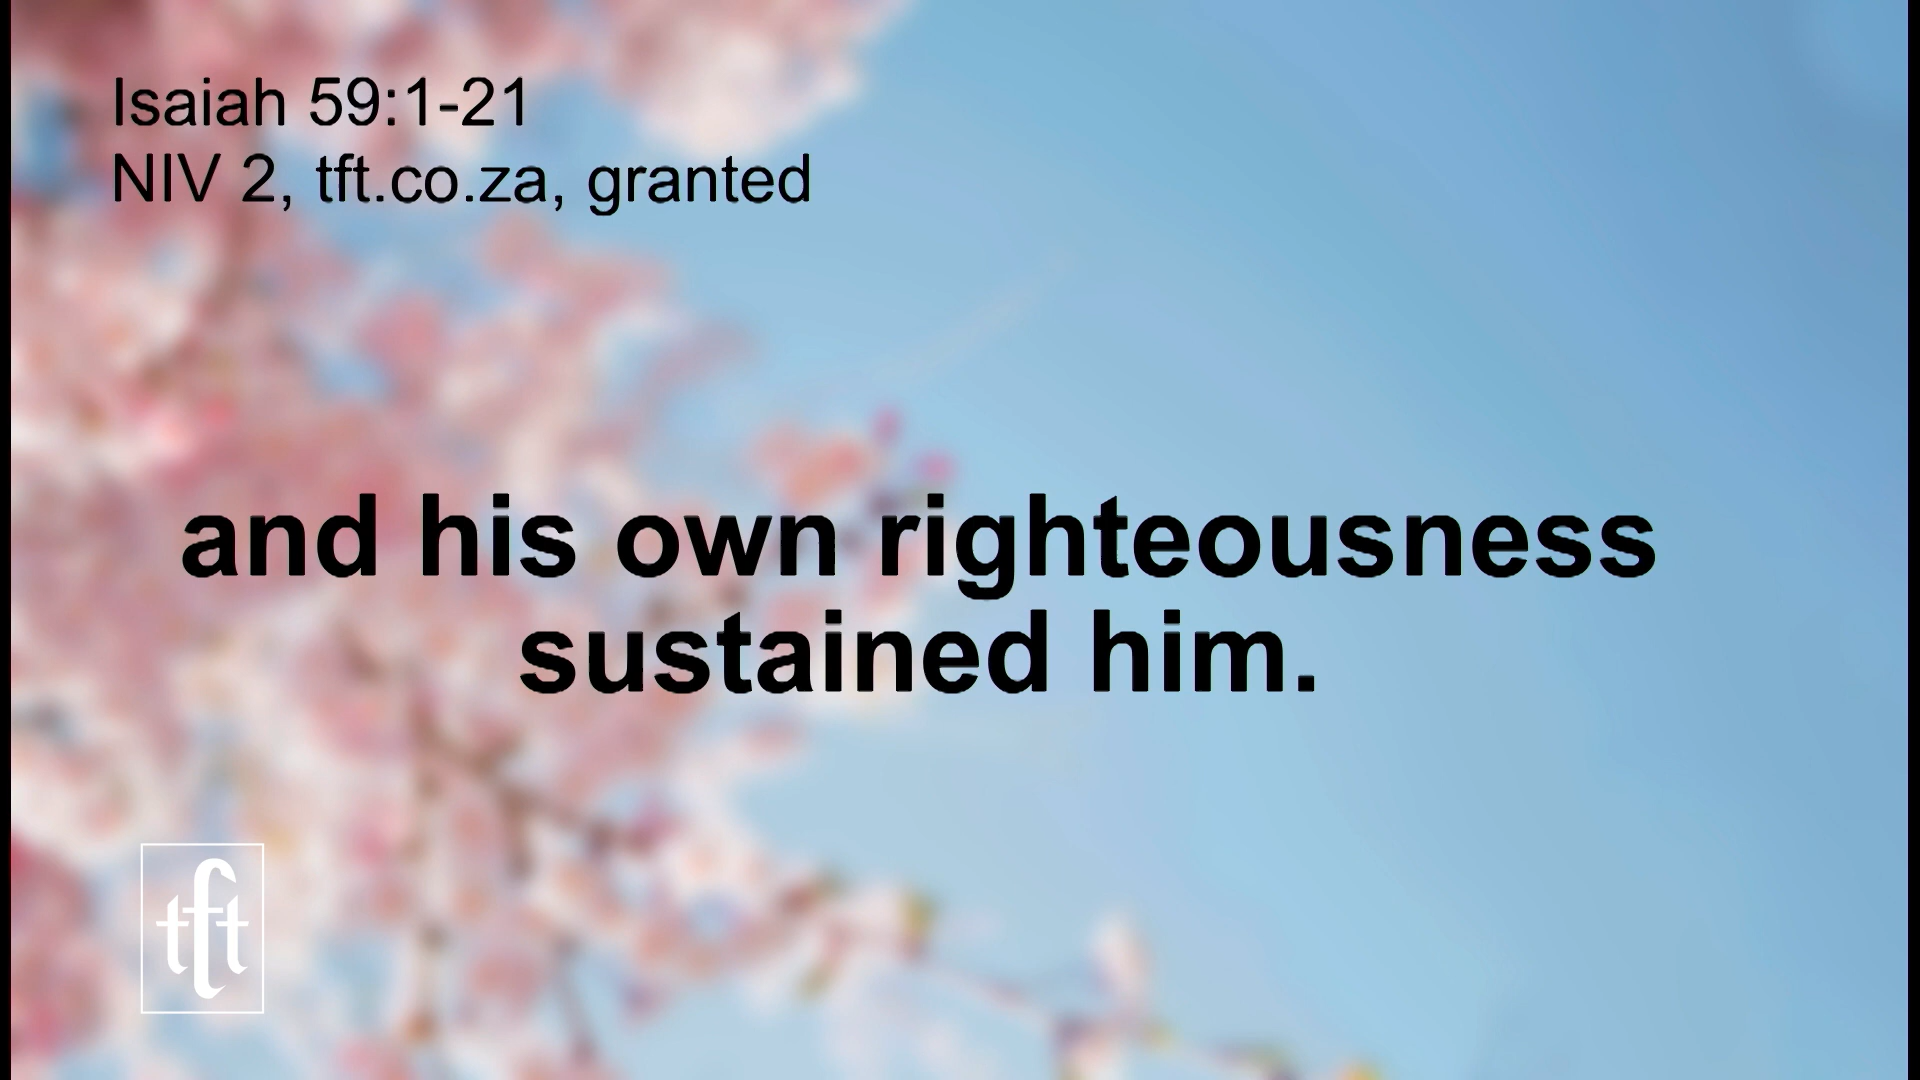 Isaiah 59:1-21
NIV 2, tft.co.za, granted
and his own righteousness
sustained him.
tft